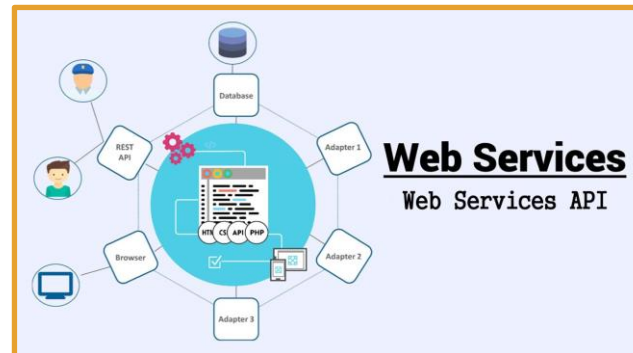 Database
REST
API
Adapter 1
Web Services
Web Services API
API
PHP
Browser
Adapter 2
Adapter 3